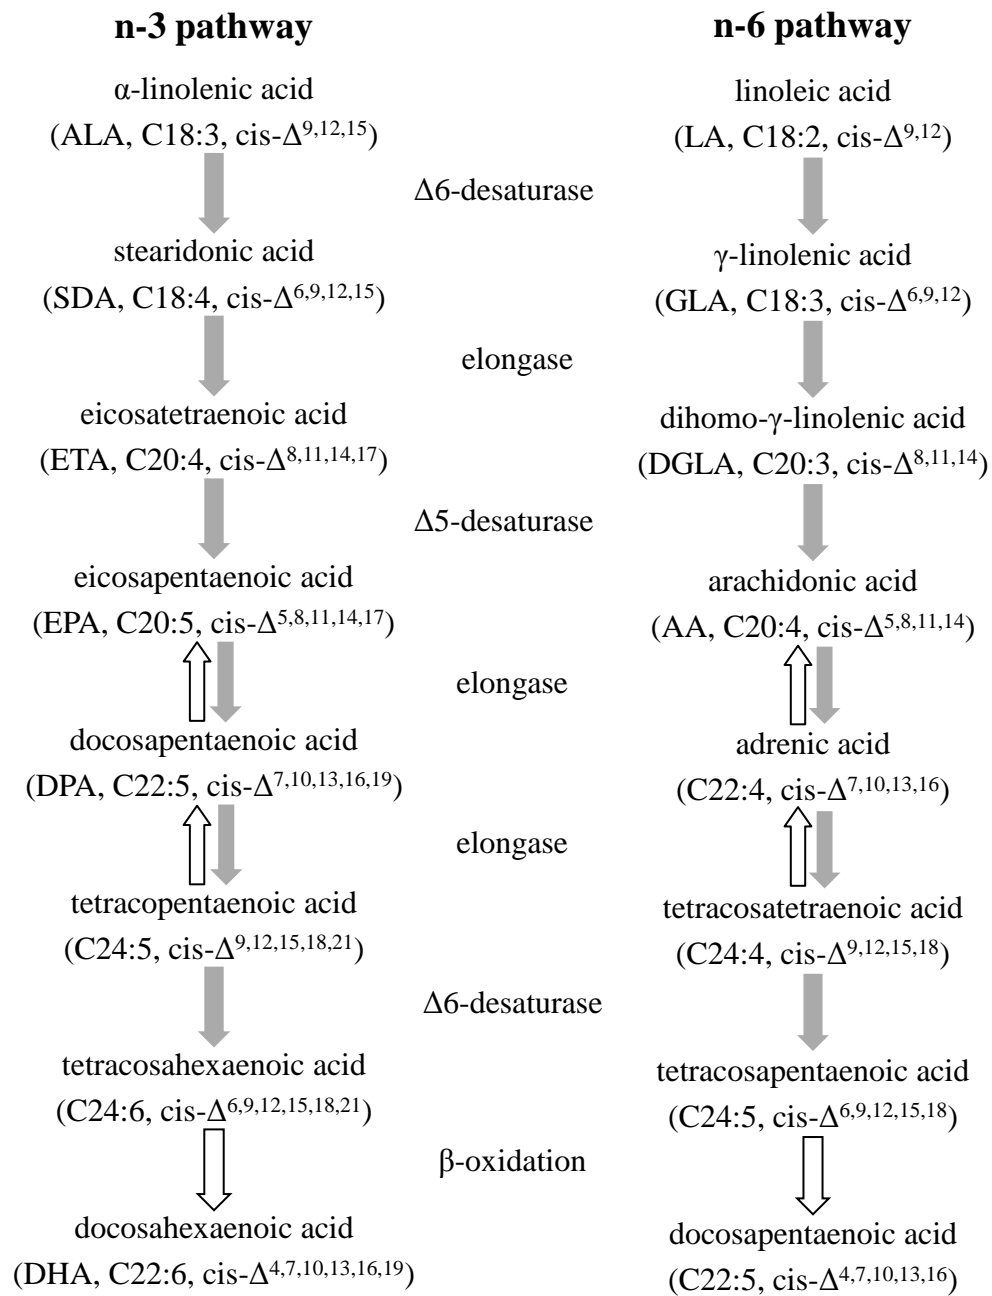 n-3 pathway
n-6 pathway
α-linolenic acid
(ALA, C18:3, cis-Δ9,12,15)
linoleic acid
(LA, C18:2, cis-Δ9,12)
Δ6-desaturase
stearidonic acid
(SDA, C18:4, cis-Δ6,9,12,15)
γ-linolenic acid
(GLA, C18:3, cis-Δ6,9,12)
elongase
eicosatetraenoic acid
(ETA, C20:4, cis-Δ8,11,14,17)
dihomo-γ-linolenic acid
(DGLA, C20:3, cis-Δ8,11,14)
Δ5-desaturase
eicosapentaenoic acid
(EPA, C20:5, cis-Δ5,8,11,14,17)
arachidonic acid
(AA, C20:4, cis-Δ5,8,11,14)
elongase
docosapentaenoic acid
(DPA, C22:5, cis-Δ7,10,13,16,19)
adrenic acid
(C22:4, cis-Δ7,10,13,16)
elongase
tetracopentaenoic acid
(C24:5, cis-Δ9,12,15,18,21)
tetracosatetraenoic acid
(C24:4, cis-Δ9,12,15,18)
Δ6-desaturase
tetracosahexaenoic acid
(C24:6, cis-Δ6,9,12,15,18,21)
tetracosapentaenoic acid
(C24:5, cis-Δ6,9,12,15,18)
β-oxidation
docosahexaenoic acid
(DHA, C22:6, cis-Δ4,7,10,13,16,19)
docosapentaenoic acid
(C22:5, cis-Δ4,7,10,13,16)